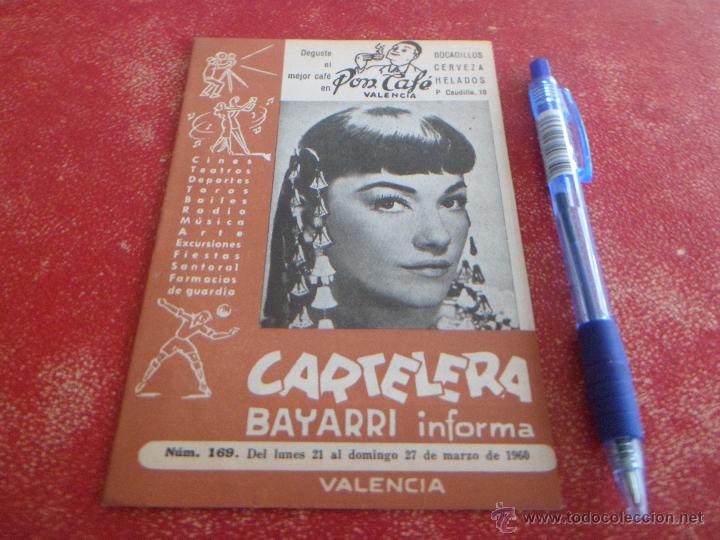 Deguste
el
mejor café
en
Pon Café
VALENCIA
BOCADILLOS
CERVEZA
HELADOS
P Caudillo, 10
Cines
Teatros
Deportes
Toros
Bailes
Radio
Música
Arte
Excursiones
Fiestas
Santoral
Farmacias
de guardia
CARTELERA
BAYARRI informa
Núm. 169. Del lunes 21 al domingo 27 de marzo de 1960
VALENCIA
© www.todocoleccion.net